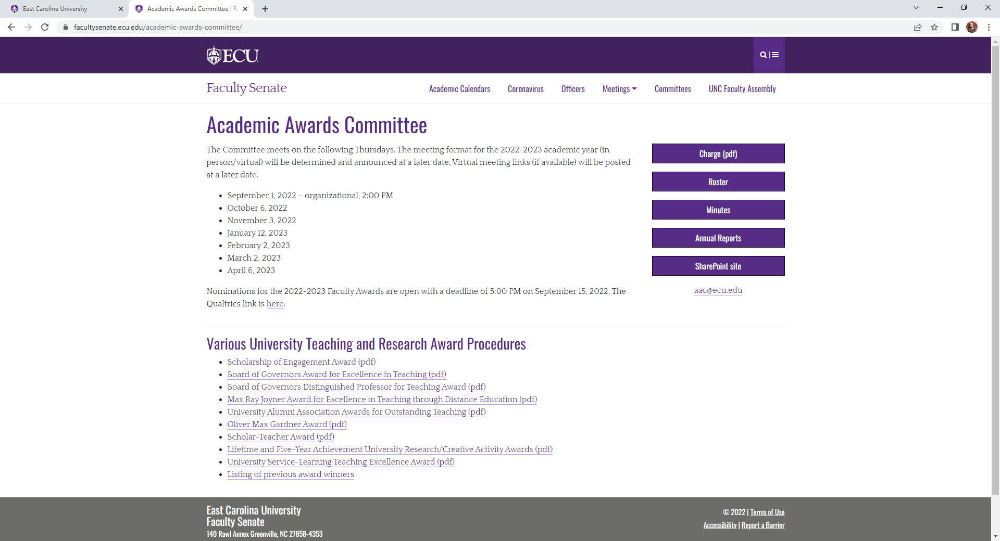 East Carolina University
Academic Awards Committee | Fa
facultysenate.ecu.edu/academic-awards-committee/
ECU
Faculty Senate
Academic Calendars
Coronavirus
Officers
Meetings
Committees
UNC Faculty Assembly
Academic Awards Committee
The Committee meets on the following Thursdays. The meeting format for the 2022-2023 academic year (in
person/virtual) will be determined and announced at a later date. Virtual meeting links (if available) will be posted
at a later date.
• September 1, 2022 – organizational, 2:00 PM
• October 6, 2022
• November 3, 2022
• January 12, 2023
• February 2, 2023
• March 2, 2023
• April 6, 2023
Nominations for the 2022-2023 Faculty Awards are open with a deadline of 5:00 PM on September 15, 2022. The
Qualtrics link is here.
Charge (pdf)
Roster
Minutes
Annual Reports
SharePoint site
aac@ecu.edu
Various University Teaching and Research Award Procedures
• Scholarship of Engagement Award (pdf)
• Board of Governors Award for Excellence in Teaching (pdf)
• Board of Governors Distinguished Professor for Teaching Award (pdf)
• Max Ray Joyner Award for Excellence in Teaching through Distance Education (pdf)
• University Alumni Association Awards for Outstanding Teaching (pdf)
• Oliver Max Gardner Award (pdf)
• Scholar-Teacher Award (pdf)
• Lifetime and Five-Year Achievement University Research/Creative Activity Awards (pdf)
• University Service-Learning Teaching Excellence Award (pdf)
• Listing of previous award winners
East Carolina University
Faculty Senate
140 Rawl Annex Greenville, NC 27858-4353
© 2022 | Terms of Use
Accessibility | Report a Barrier